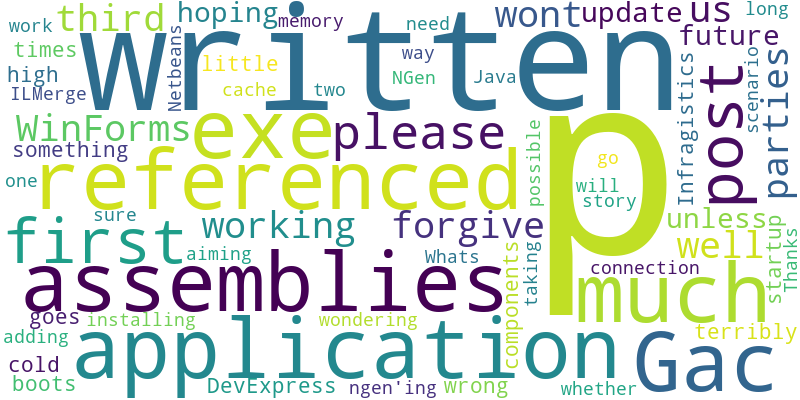 work
third
hoping
memory
need
wont
update
us
long
times
Netbeans
written
way
future
high
little
ILMerge
cache
two
NGen
Java
Infragistics
scenario
parties
WinForms
exe
please
post
something
possible
p
one
referenced
go
will
story
sure
first
working
forgive
unless
well
startup
Thanks
aiming
Whats
components
taking
connection
assemblies
much
goes
installing
wondering
adding
application
Gac
terribly
cold
boots
DevExpress
ngen'ing
wrong
whether